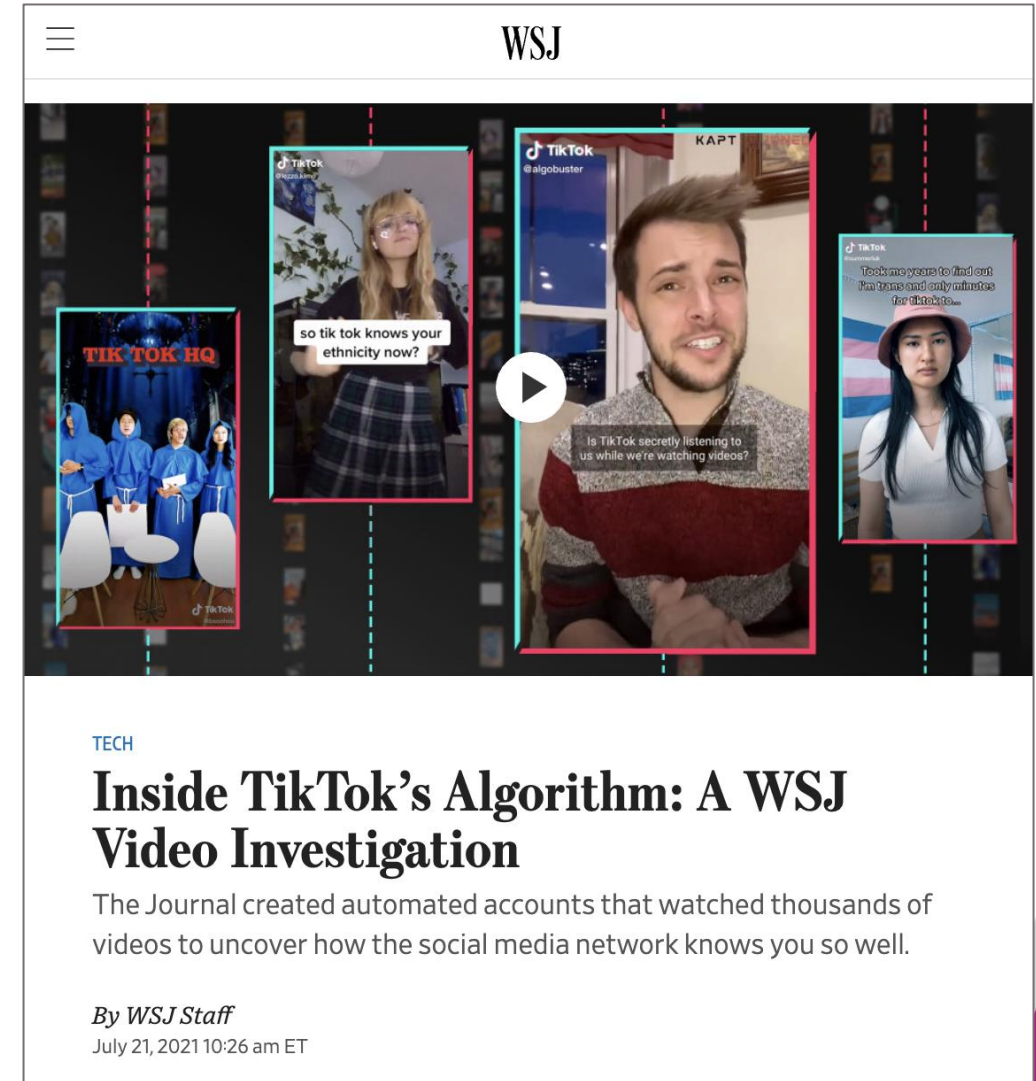 WSJ
TikTok
KAPT
@algobuster
TikTok
TikTok
Took me years to find out
I'm trans and only minutes
for tiktok to...
so tik tok knows your
ethnicity now?
TIK TOK HQ
Is TikTok secretly listening to
us while we're watching videos?
TikTok
TECH
Inside TikTok's Algorithm: A WSJ
Video Investigation
The Journal created automated accounts that watched thousands of
videos to uncover how the social media network knows you so well.
By WSJ Staff
July 21, 2021 10:26 am ET